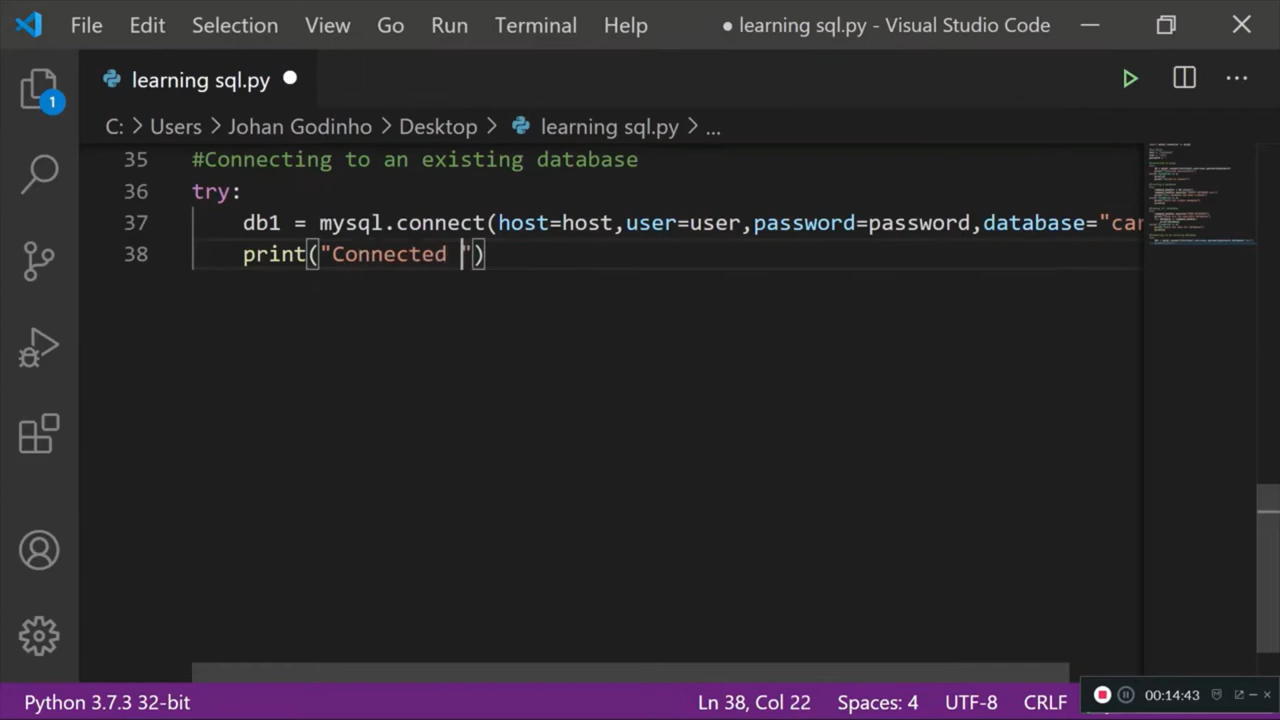 File Edit Selection View Go Run Terminal Help ● learning sql.py - Visual Studio Code
1
learning sql.py ●
C: > Users > Johan Godinho > Desktop > learning sql.py > ...
35 #Connecting to an existing database
36 try:
37 db1 = mysql.connect(host=host,user=user,password=password,database="car
38 print("Connected ")
Python 3.7.3 32-bit Ln 38, Col 22 Spaces: 4 UTF-8 CRLF 00:14:43